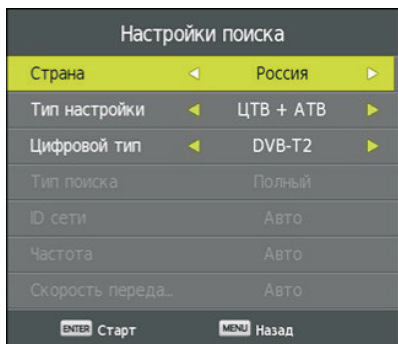 Настройки поиска
Страна Россия
Тип настройки ЦТВ + АТВ
Цифровой тип DVB-T2
Тип поиска Полный
ID сети Авто
Частота Авто
Скорость переда... Авто
ENTER Старт MENU Назад